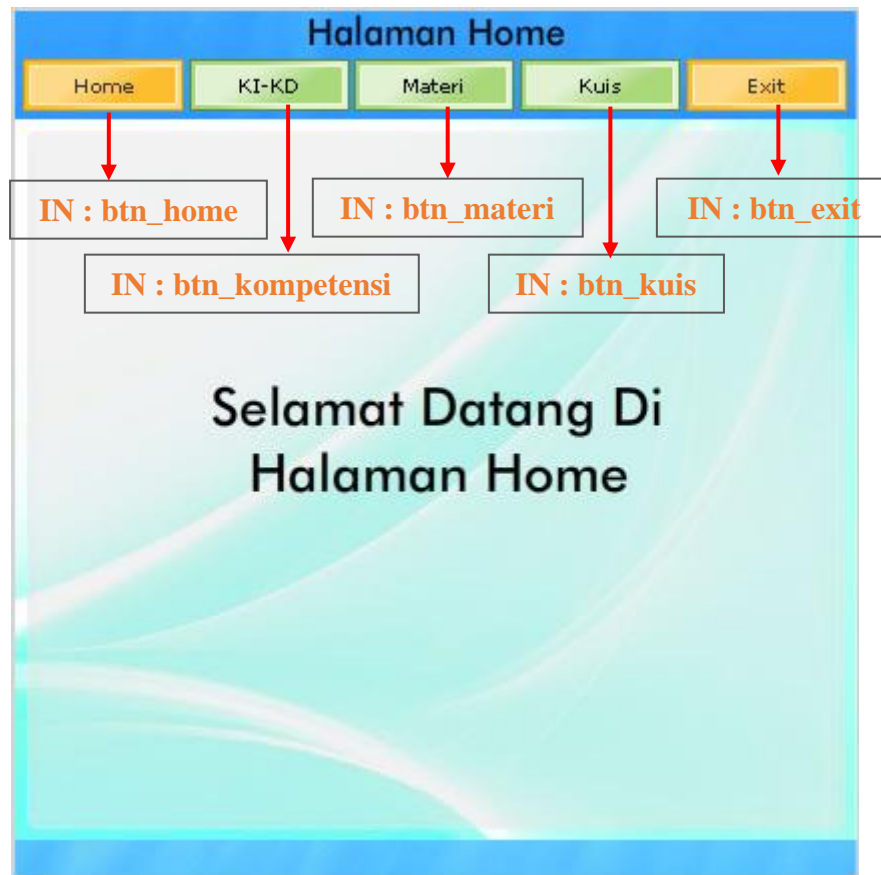 Halaman Home
Home KI-KD Materi Kuis Exit
IN : btn_home IN : btn_materi IN : btn_exit
IN : btn_kompetensi IN : btn_kuis
Selamat Datang Di
Halaman Home